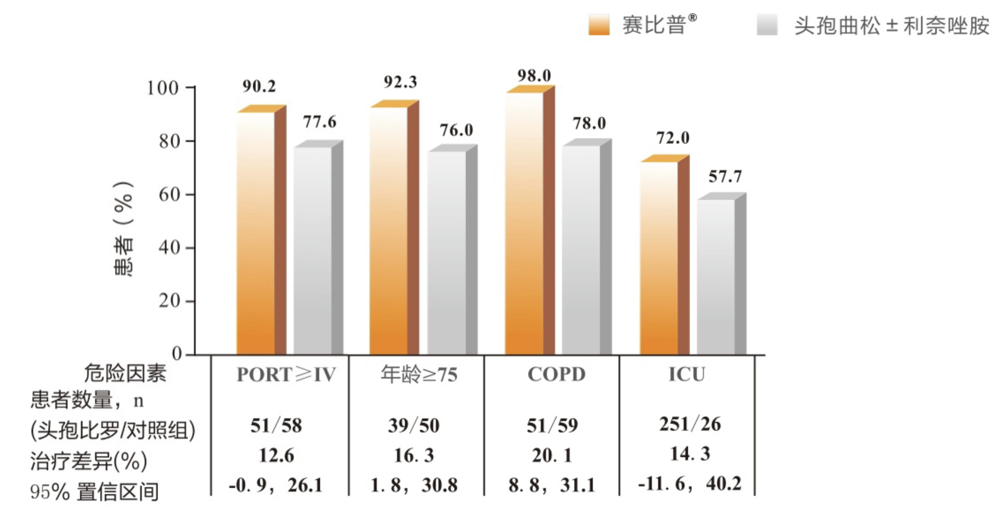 赛比普® 头孢曲松±利奈唑胺
患者（%）
100
80
60
40
20
0
90.2 77.6 92.3 76.0 98.0 78.0 72.0 57.7
危险因素 PORT≥IV 年龄≥75 COPD ICU
患者数量，n
(头孢比罗/对照组) 51/58 39/50 51/59 251/26
治疗差异(%) 12.6 16.3 20.1 14.3
95% 置信区间 -0.9，26.1 1.8，30.8 8.8，31.1 -11.6，40.2